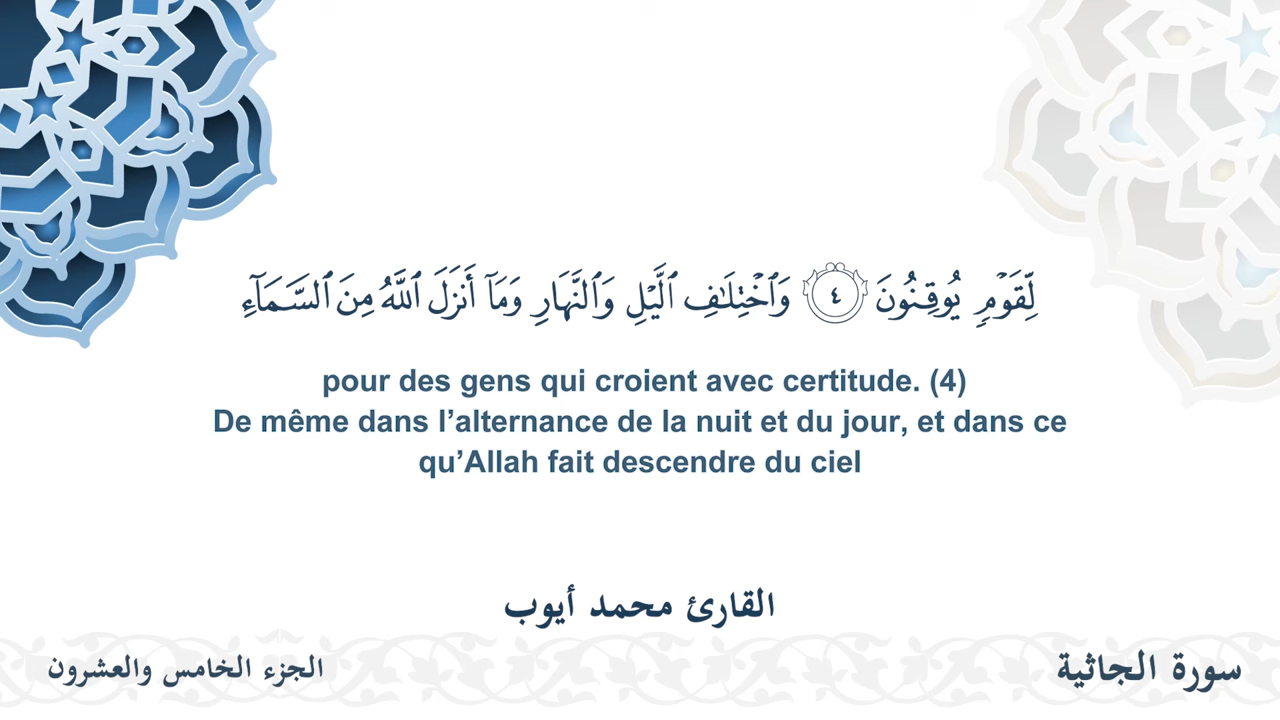 لِّقَوۡمٖ يُوقِنُونَ ٤ وَٱخۡتِلَٰفِ ٱلَّيۡلِ وَٱلنَّهَارِ وَمَآ أَنزَلَ ٱللَّهُ مِنَ ٱلسَّمَآءِ
pour des gens qui croient avec certitude. (4)
De même dans l’alternance de la nuit et du jour, et dans ce
qu’Allah fait descendre du ciel
القارئ محمد أيوب
سورة الجاثية
الجزء الخامس والعشرون